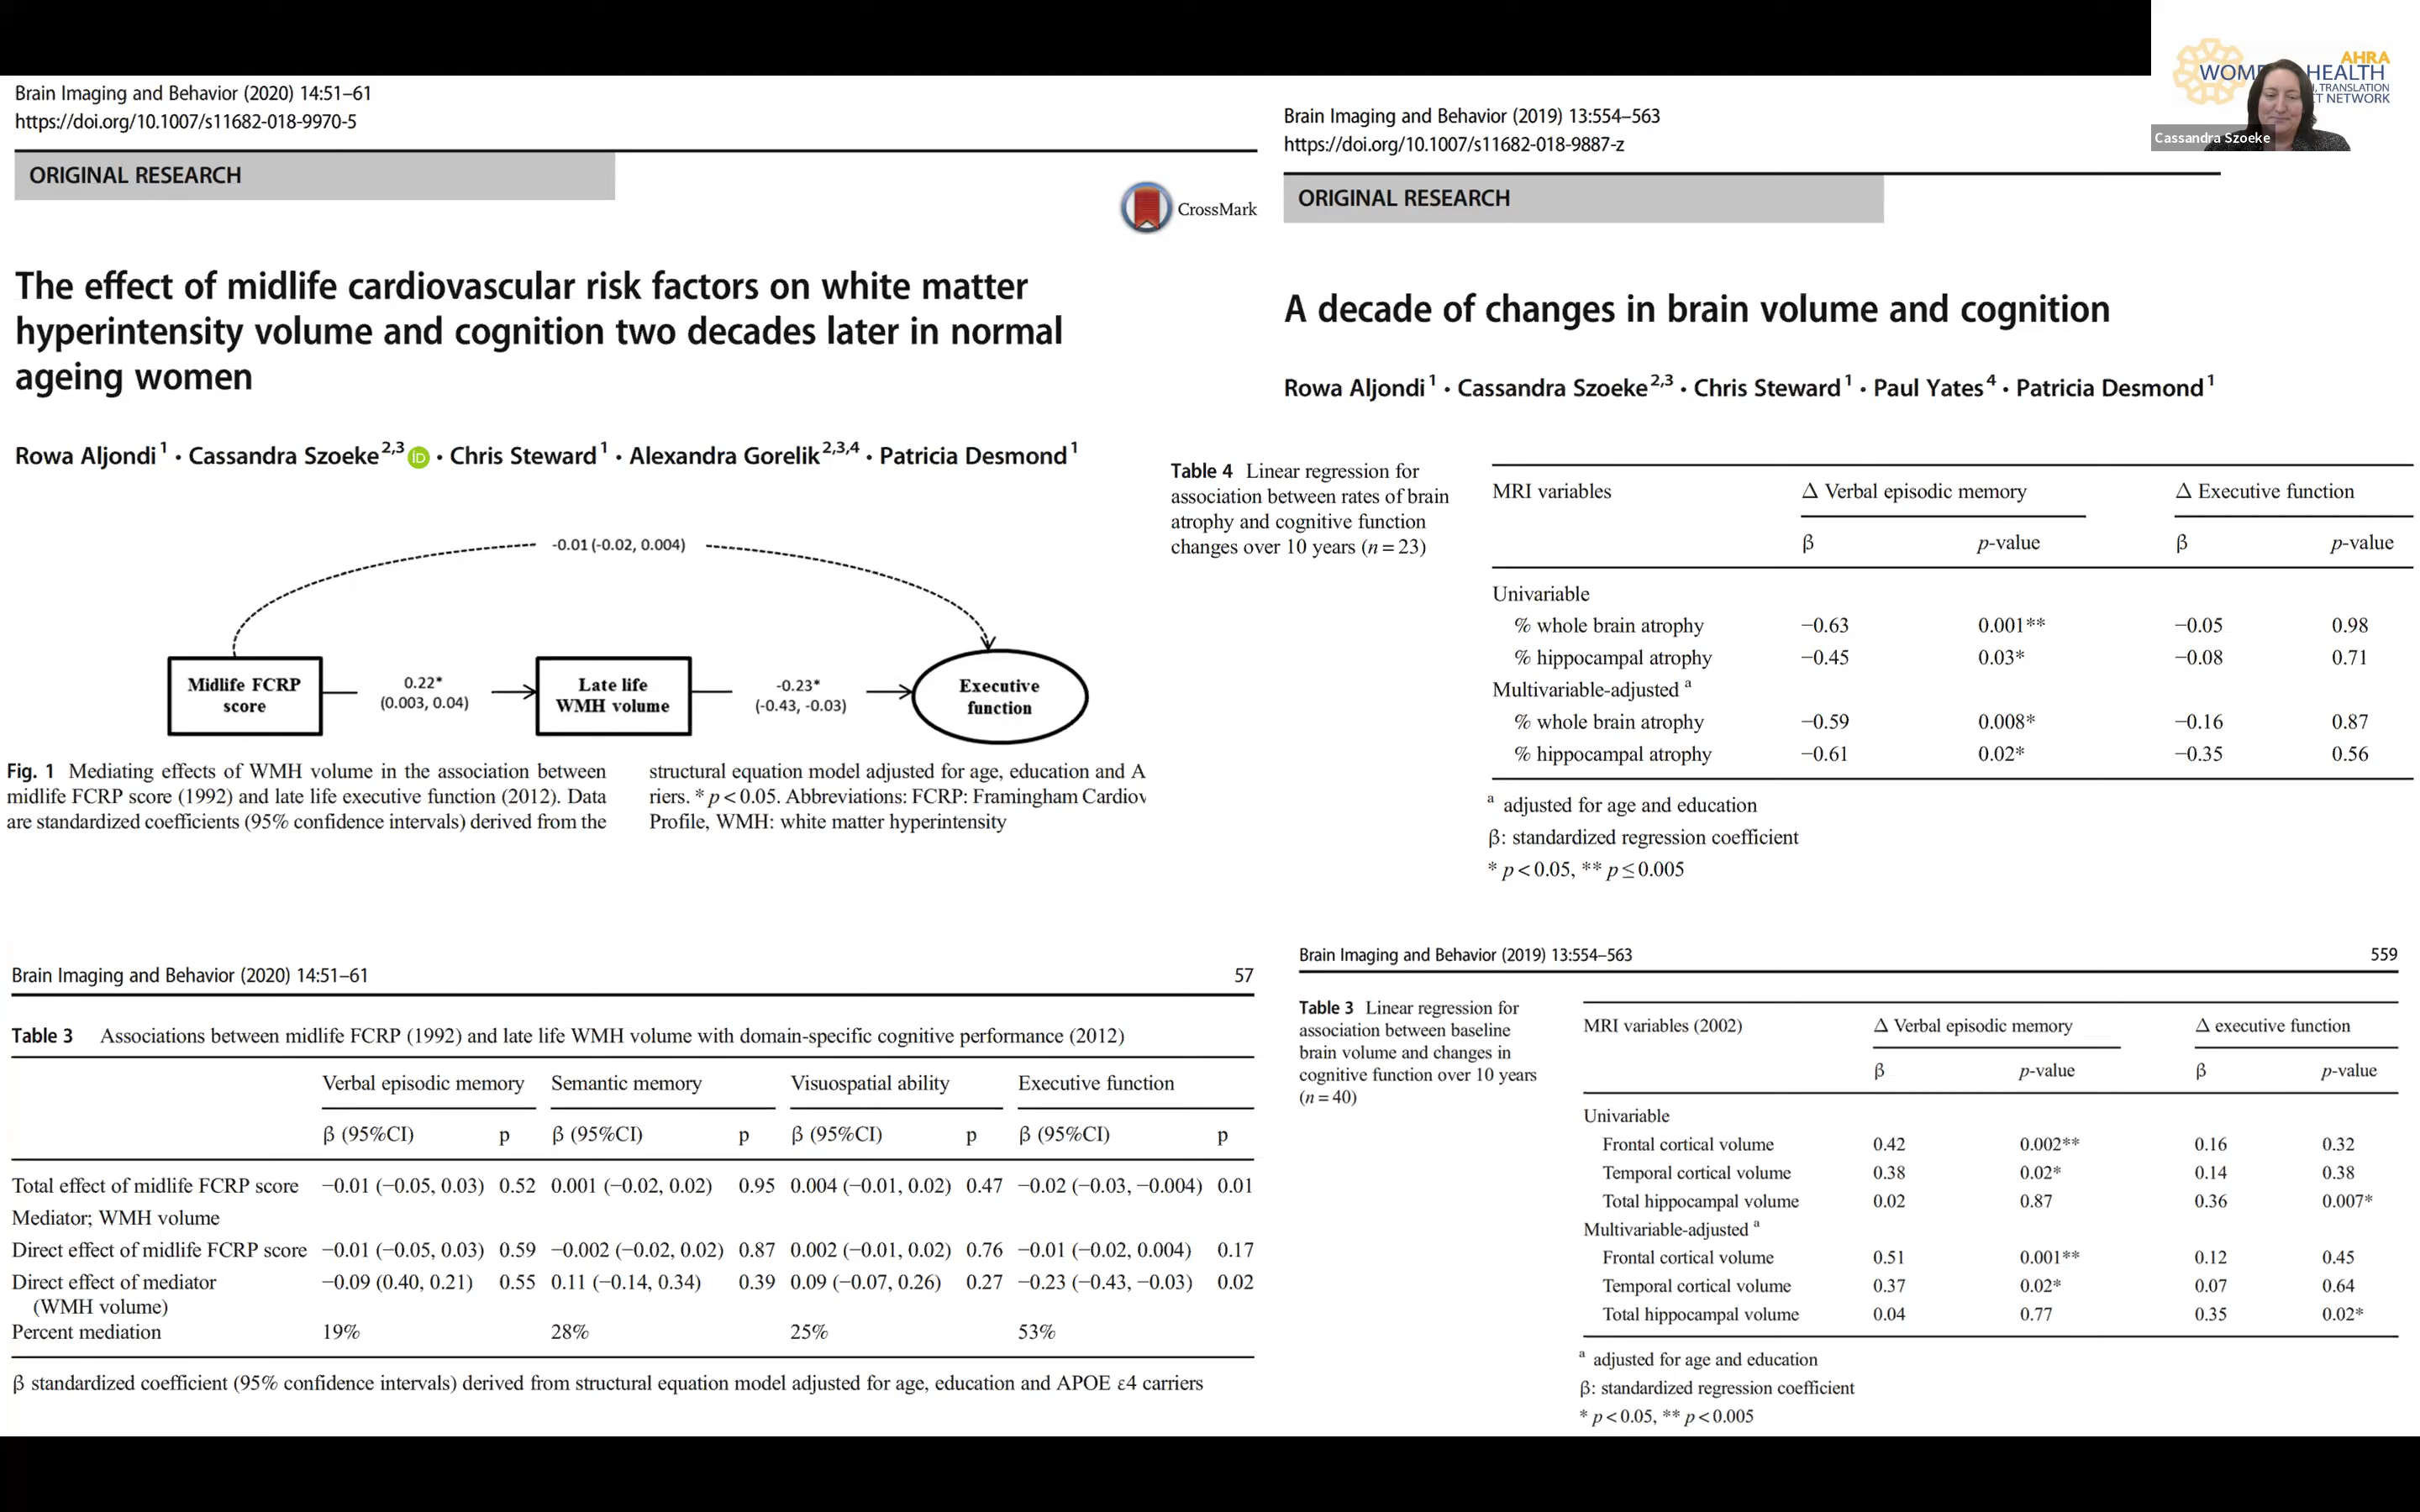 Brain Imaging and Behavior (2020) 14:51–61
https://doi.org/10.1007/s11682-018-9970-5
ORIGINAL RESEARCH
CrossMark
The effect of midlife cardiovascular risk factors on white matter
hyperintensity volume and cognition two decades later in normal
ageing women
Rowa Aljondi 1 • Cassandra Szoeke 2,3 iD • Chris Steward 1 • Alexandra Gorelik 2,3,4 • Patricia Desmond 1
-0.01 (-0.02, 0.004)
Midlife FCRP
score
0.22*
(0.003, 0.04)
Late life
WMH volume
-0.23*
(-0.43, -0.03)
Executive
function
Fig. 1 Mediating effects of WMH volume in the association between
midlife FCRP score (1992) and late life executive function (2012). Data
are standardized coefficients (95% confidence intervals) derived from the
structural equation model adjusted for age, education and A
riers. * p < 0.05. Abbreviations: FCRP: Framingham Cardiov
Profile, WMH: white matter hyperintensity
Brain Imaging and Behavior (2020) 14:51–61 57
Table 3 Associations between midlife FCRP (1992) and late life WMH volume with domain-specific cognitive performance (2012)
Verbal episodic memory Semantic memory Visuospatial ability Executive function
β (95%CI) p β (95%CI) p β (95%CI) p β (95%CI) p
Total effect of midlife FCRP score −0.01 (−0.05, 0.03) 0.52 0.001 (−0.02, 0.02) 0.95 0.004 (−0.01, 0.02) 0.47 −0.02 (−0.03, −0.004) 0.01
Mediator; WMH volume
Direct effect of midlife FCRP score −0.01 (−0.05, 0.03) 0.59 −0.002 (−0.02, 0.02) 0.87 0.002 (−0.01, 0.02) 0.76 −0.01 (−0.02, 0.004) 0.17
Direct effect of mediator −0.09 (0.40, 0.21) 0.55 0.11 (−0.14, 0.34) 0.39 0.09 (−0.07, 0.26) 0.27 −0.23 (−0.43, −0.03) 0.02
(WMH volume)
Percent mediation 19% 28% 25% 53%
β standardized coefficient (95% confidence intervals) derived from structural equation model adjusted for age, education and APOE ε4 carriers
Brain Imaging and Behavior (2019) 13:554–563
https://doi.org/10.1007/s11682-018-9887-z
ORIGINAL RESEARCH
A decade of changes in brain volume and cognition
Rowa Aljondi 1 • Cassandra Szoeke 2,3 • Chris Steward 1 • Paul Yates 4 • Patricia Desmond 1
Table 4 Linear regression for
association between rates of brain
atrophy and cognitive function
changes over 10 years (n = 23)
MRI variables Δ Verbal episodic memory Δ Executive function
β p-value β p-value
Univariable
% whole brain atrophy −0.63 0.001** −0.05 0.98
% hippocampal atrophy −0.45 0.03* −0.08 0.71
Multivariable-adjusted a
% whole brain atrophy −0.59 0.008* −0.16 0.87
% hippocampal atrophy −0.61 0.02* −0.35 0.56
a adjusted for age and education
β: standardized regression coefficient
* p < 0.05, ** p ≤ 0.005
Brain Imaging and Behavior (2019) 13:554–563 559
Table 3 Linear regression for
association between baseline
brain volume and changes in
cognitive function over 10 years
(n = 40)
MRI variables (2002) Δ Verbal episodic memory Δ executive function
β p-value β p-value
Univariable
Frontal cortical volume 0.42 0.002** 0.16 0.32
Temporal cortical volume 0.38 0.02* 0.14 0.38
Total hippocampal volume 0.02 0.87 0.36 0.007*
Multivariable-adjusted a
Frontal cortical volume 0.51 0.001** 0.12 0.45
Temporal cortical volume 0.37 0.02* 0.07 0.64
Total hippocampal volume 0.04 0.77 0.35 0.02*
a adjusted for age and education
β: standardized regression coefficient
* p < 0.05, ** p < 0.005
AHRA
HEALTH
TRANSLATION
NETWORK
Cassandra Szoeke